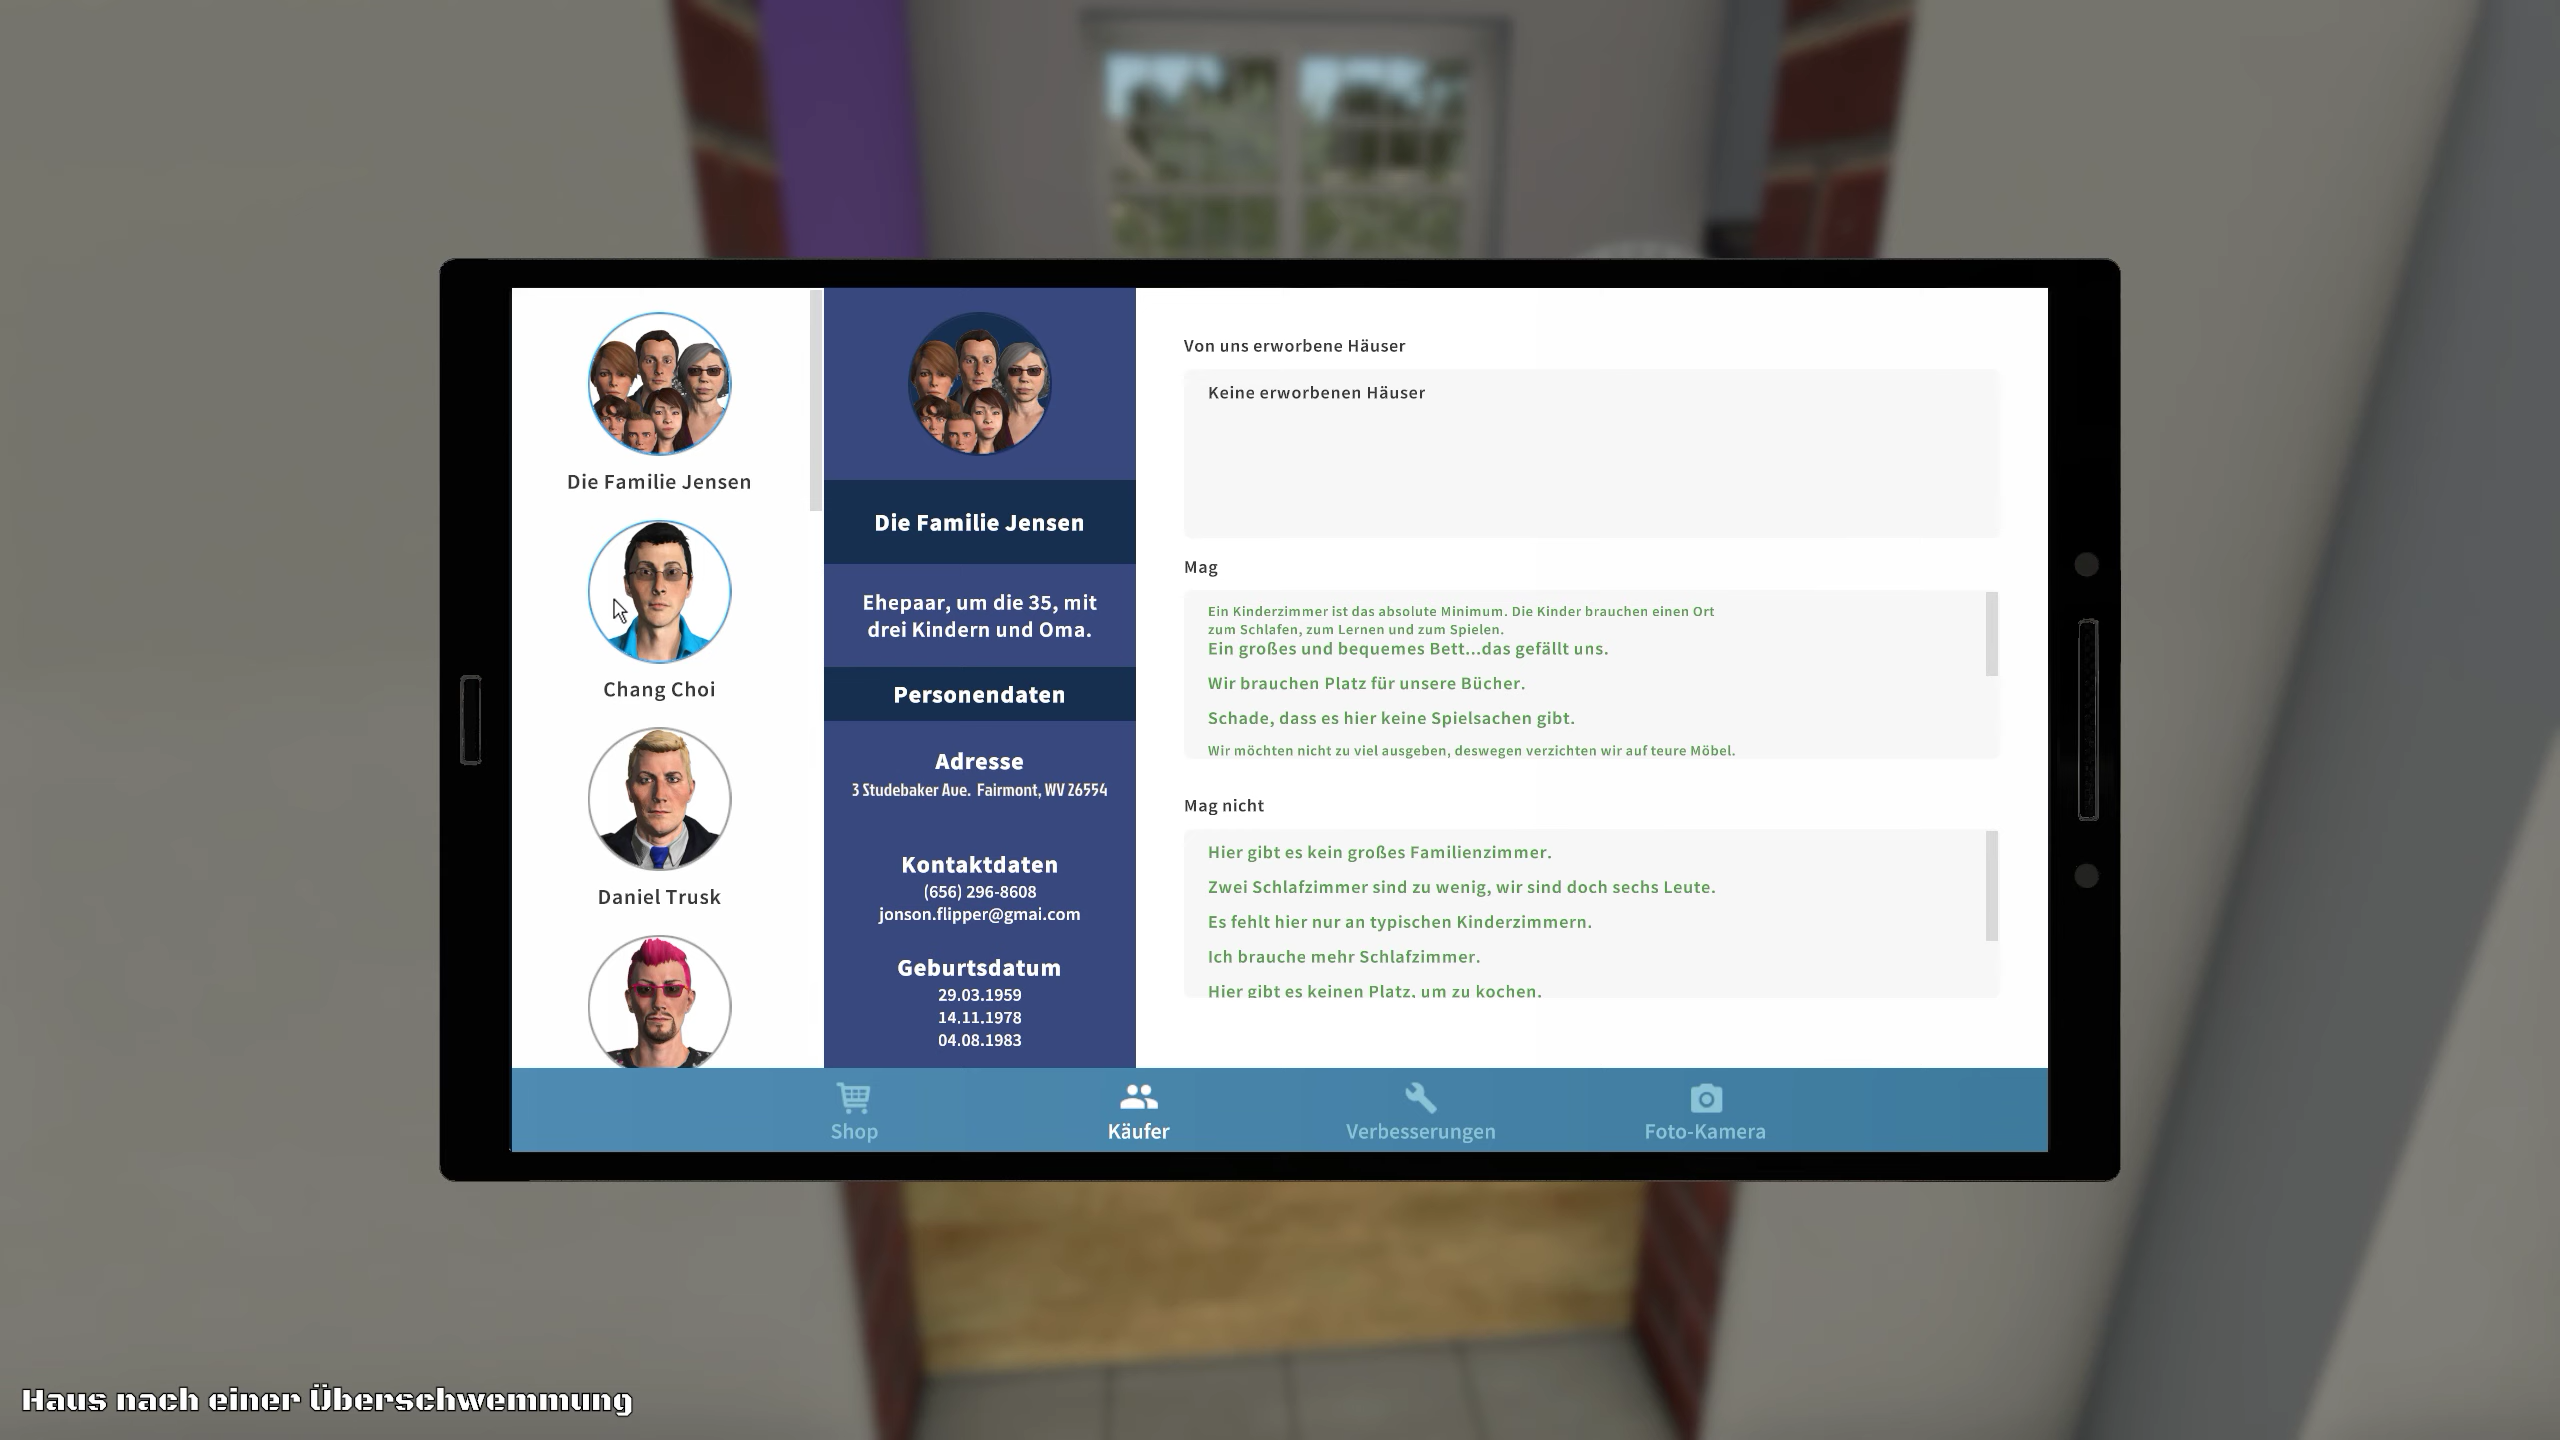 Die Familie Jensen
Chang Choi
Daniel Trusk
Die Familie Jensen
Ehepaar, um die 35, mit
drei Kindern und Oma.
Personendaten
Adresse
3 Studebaker Ave. Fairmont, WV 26554
Kontaktdaten
(656) 296-8608
jonson.flipper@gmai.com
Geburtsdatum
29.03.1959
14.11.1978
04.08.1983
Von uns erworbene Häuser
Keine erworbenen Häuser
Mag
Ein Kinderzimmer ist das absolute Minimum. Die Kinder brauchen einen Ort
zum Schlafen, zum Lernen und zum Spielen.
Ein großes und bequemes Bett...das gefällt uns.
Wir brauchen Platz für unsere Bücher.
Schade, dass es hier keine Spielsachen gibt.
Wir möchten nicht zu viel ausgeben, deswegen verzichten wir auf teure Möbel.
Mag nicht
Hier gibt es kein großes Familienzimmer.
Zwei Schlafzimmer sind zu wenig, wir sind doch sechs Leute.
Es fehlt hier nur an typischen Kinderzimmern.
Ich brauche mehr Schlafzimmer.
Hier gibt es keinen Platz, um zu kochen.
Shop
Käufer
Verbesserungen
Foto-Kamera
Haus nach einer Überschwemmung